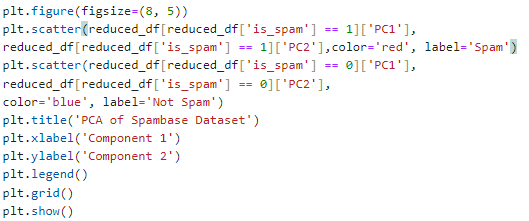 plt.figure(figsize=(8, 5))
plt.scatter(reduced_df[reduced_df['is_spam'] == 1]['PC1'],
reduced_df[reduced_df['is_spam'] == 1]['PC2'],color='red', label='Spam')
plt.scatter(reduced_df[reduced_df['is_spam'] == 0]['PC1'],
reduced_df[reduced_df['is_spam'] == 0]['PC2'],
color='blue', label='Not Spam')
plt.title('PCA of Spambase Dataset')
plt.xlabel('Component 1')
plt.ylabel('Component 2')
plt.legend()
plt.grid()
plt.show()